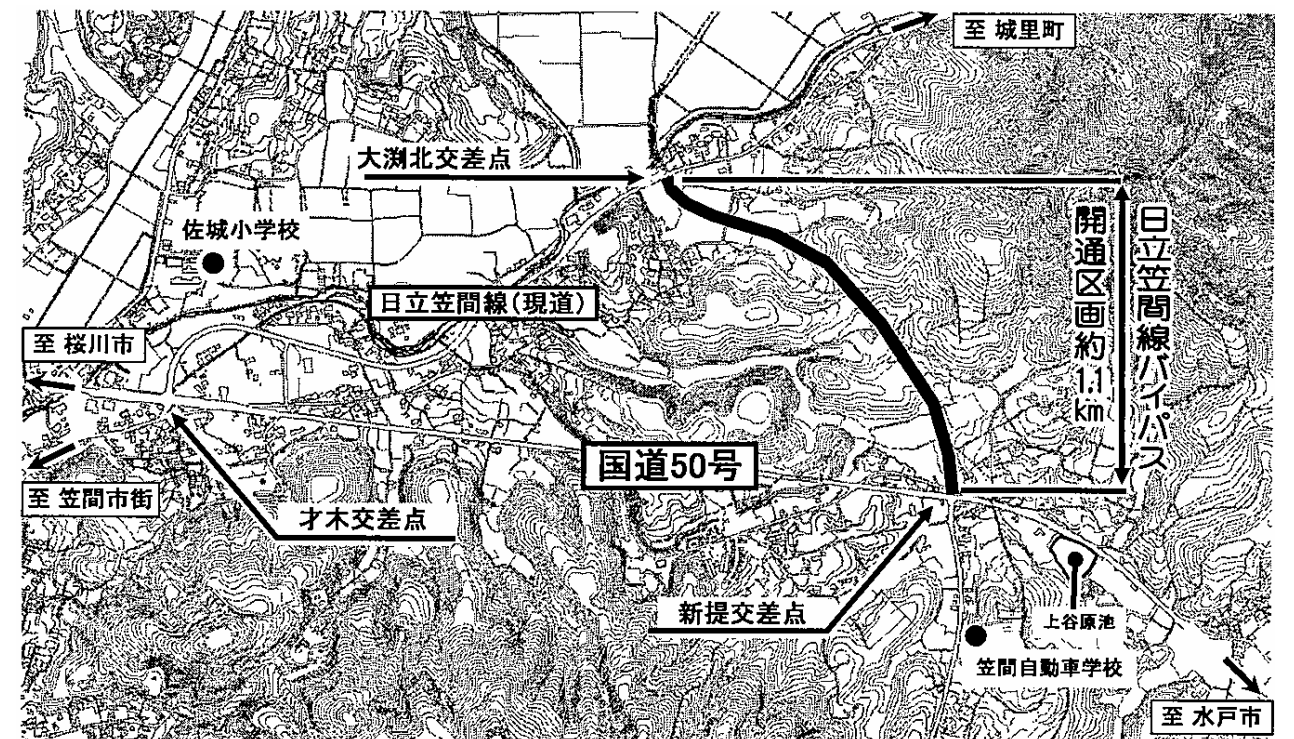 至 城里町
大渕北交差点
佐城小学校
日立笠間線(現道)
日立笠間線バイパス
開通区画約1.1km
至 桜川市
国道50号
至 笠間市街
才木交差点
新提交差点
上谷原池
笠間自動車学校
至 水戸市